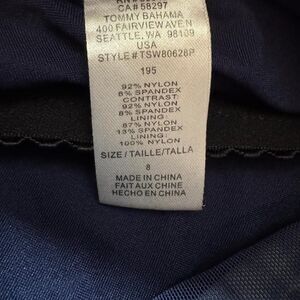 CA# 58297
TOMMY BAHAMA
400 FAIRVIEW AVEN
SEATTLE, WA 98109
USA
STYLE # TSW80628P
195
92% NYLON
8% SPANDEX
CONTRAST:
92% NYLON
8% SPANDEX
LINING:
87% NYLON
13% SPANDEX
LINING:
100% NYLON
SIZE/TAILLE/TALLA
8
MADE IN CHINA
FAIT AUX CHINE
HECHO EN CHINA